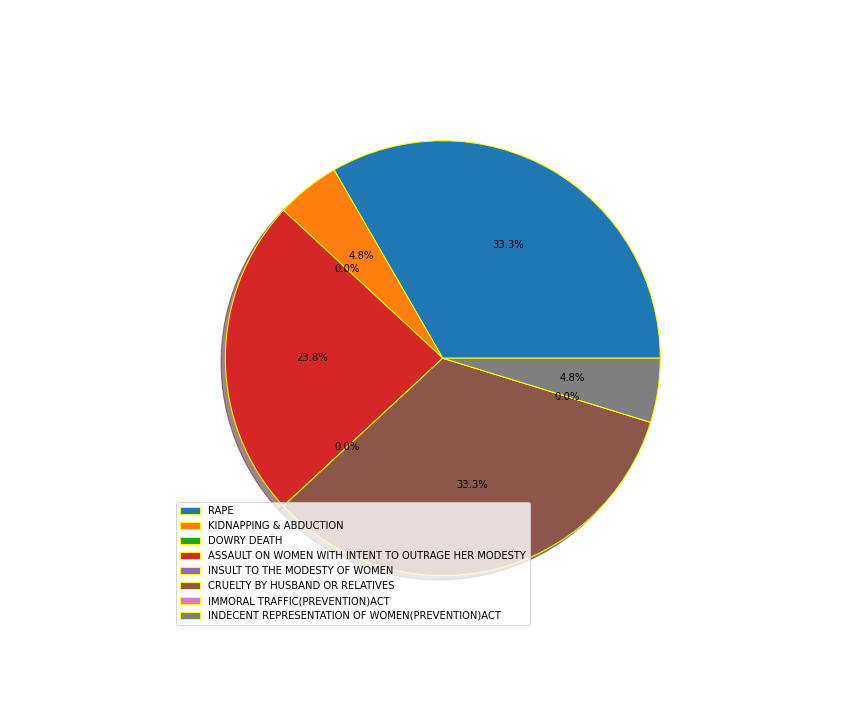 33.3%
4.8%
0.0%
23.8%
4.8%
0.0%
0.0%
33.3%
RAPE
KIDNAPPING & ABDUCTION
DOWRY DEATH
ASSAULT ON WOMEN WITH INTENT TO OUTRAGE HER MODESTY
INSULT TO THE MODESTY OF WOMEN
CRUELTY BY HUSBAND OR RELATIVES
IMMORAL TRAFFIC(PREVENTION)ACT
INDECENT REPRESENTATION OF WOMEN(PREVENTION)ACT